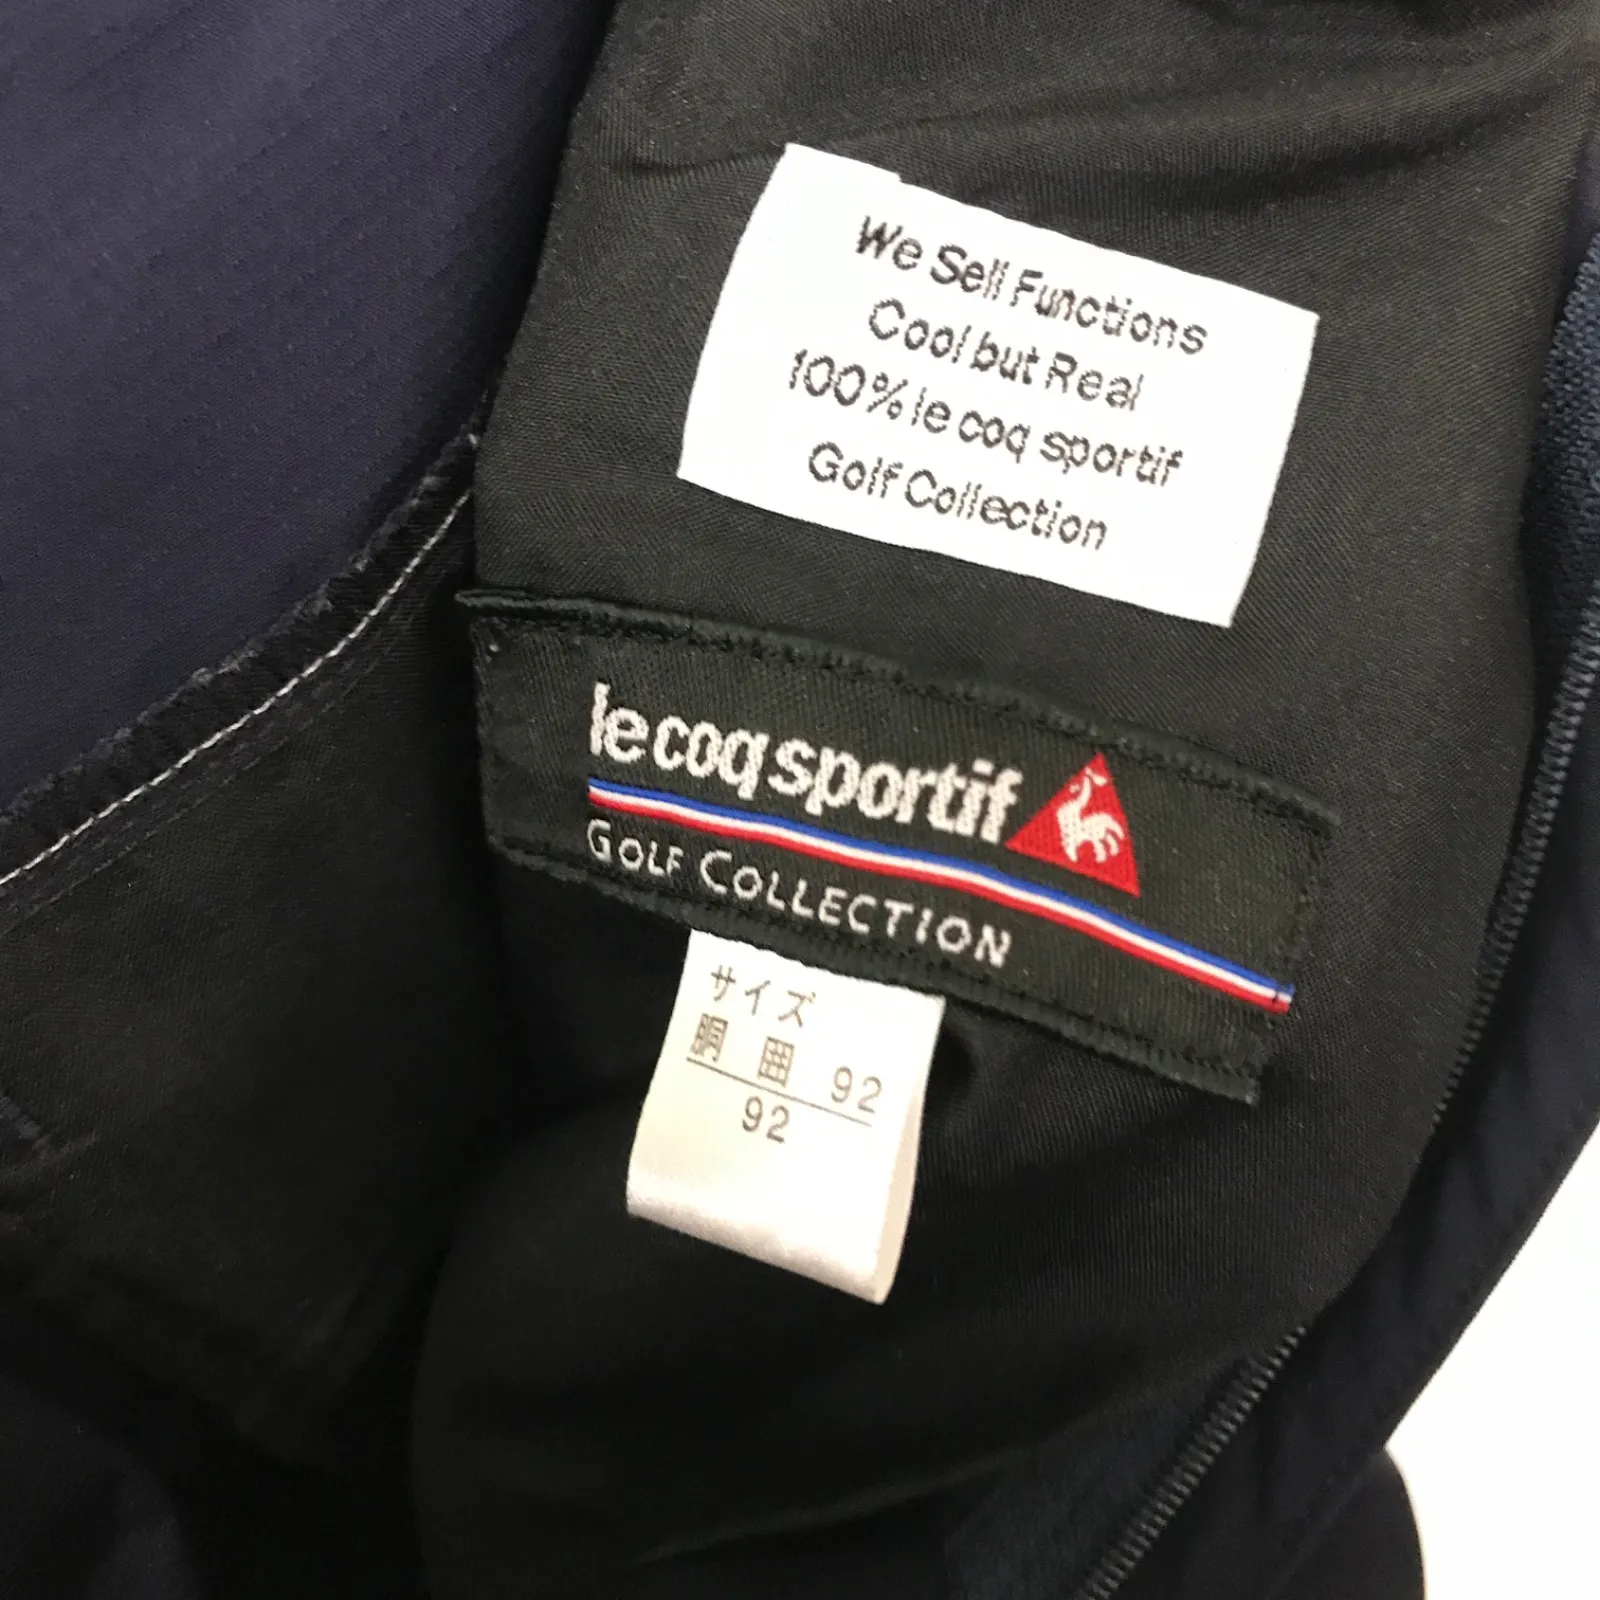 We Sell Functions
Cool but Real
100% le coq sportif
Golf Collection
le coq sportif
GOLF COLLECTION
サイズ
胴囲 92
92